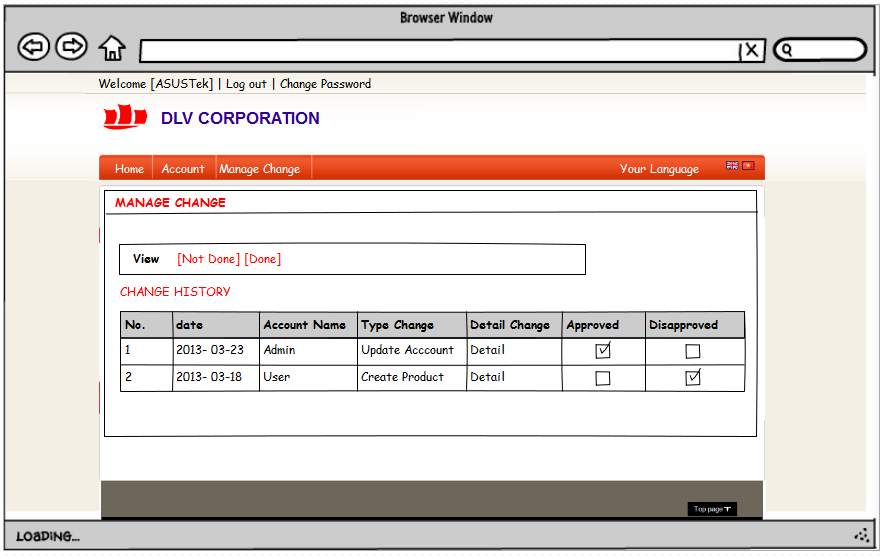 Browser Window
Welcome [ASUSTek] | Log out | Change Password
DLV CORPORATION
Home Account Manage Change Your Language
MANAGE CHANGE
View [Not Done] [Done]
CHANGE HISTORY
No. date Account Name Type Change Detail Change Approved Disapproved
1 2013- 03-23 Admin Update Acccount Detail
2 2013- 03-18 User Create Product Detail
Top page
LOADING...